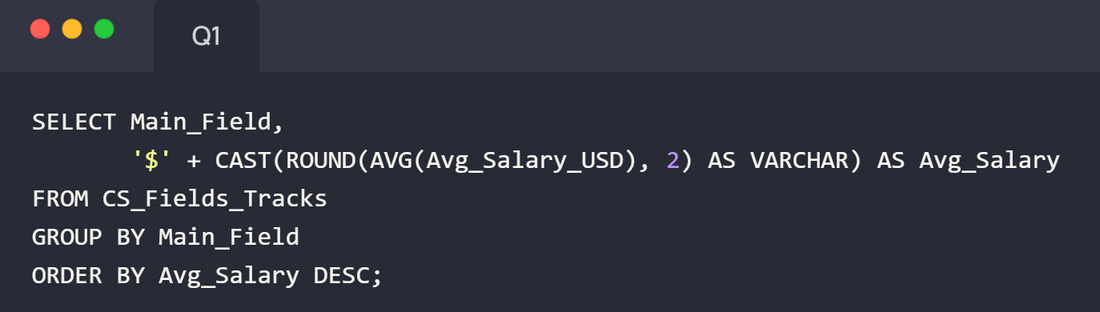 Q1
SELECT Main_Field,
'$' + CAST(ROUND(AVG(Avg_Salary_USD), 2) AS VARCHAR) AS Avg_Salary
FROM CS_Fields_Tracks
GROUP BY Main_Field
ORDER BY Avg_Salary DESC;